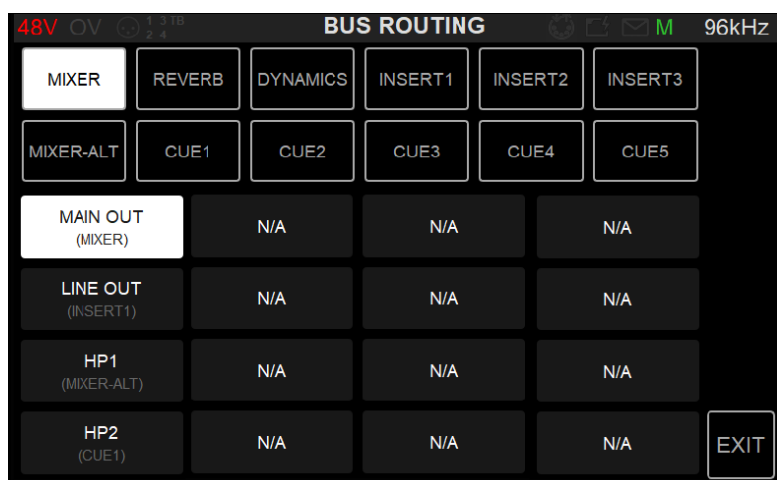 48V OV 1 3 TB BUS ROUTING M 96kHz
2 4
MIXER REVERB DYNAMICS INSERT1 INSERT2 INSERT3
MIXER-ALT CUE1 CUE2 CUE3 CUE4 CUE5
MAIN OUT N/A N/A N/A
(MIXER)
LINE OUT N/A N/A N/A
(INSERT1)
HP1 N/A N/A N/A
(MIXER-ALT)
HP2 N/A N/A N/A EXIT
(CUE1)